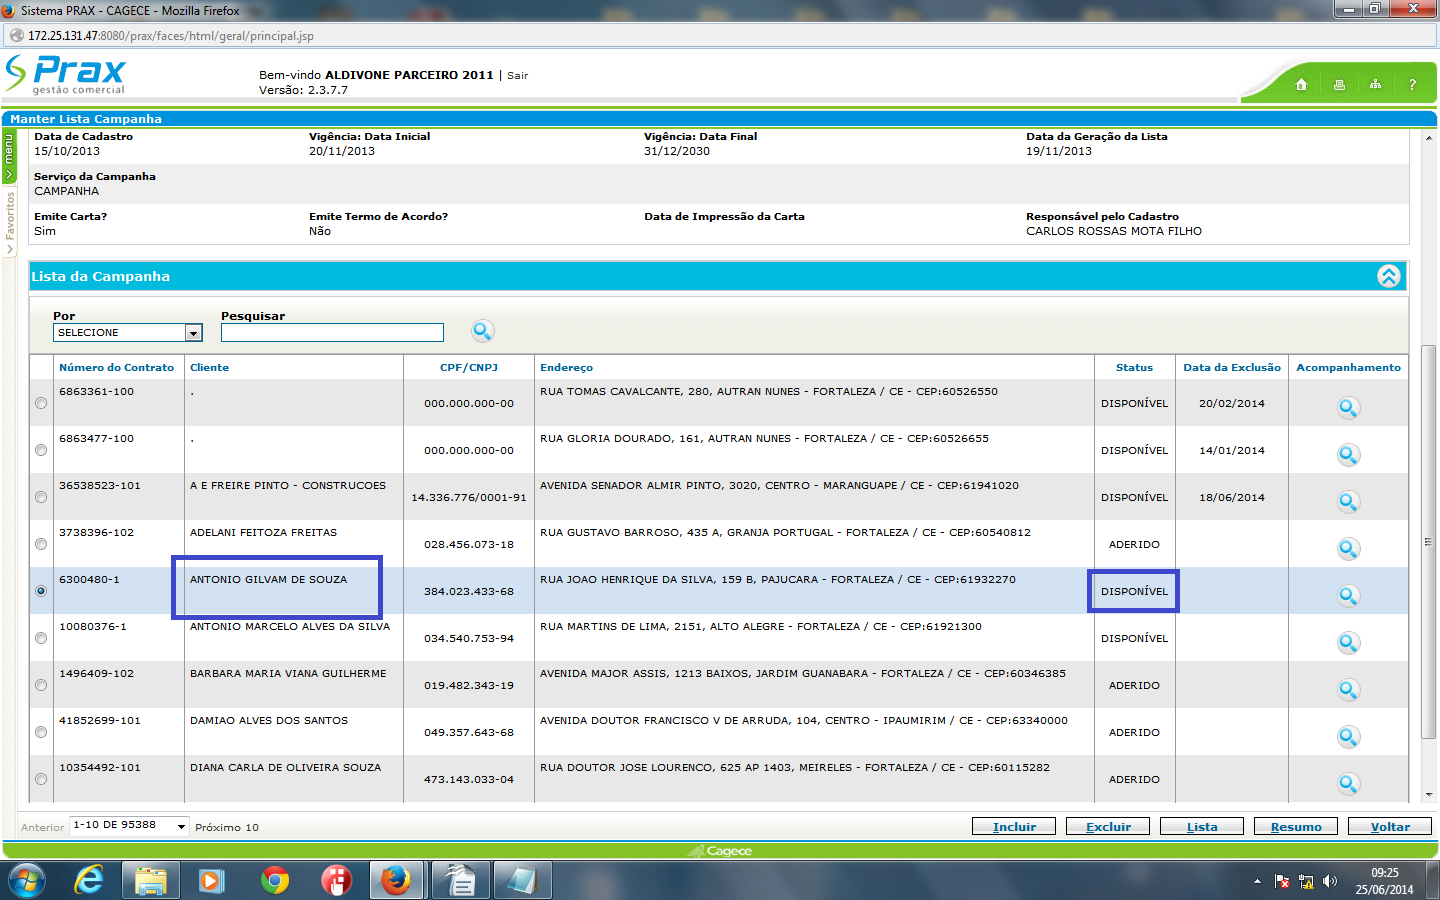 Sistema PRAX - CAGECE - Mozilla Firefox
172.25.131.47:8080/prax/faces/html/geral/principal.jsp
Prax
gestão comercial
Bem-vindo ALDIVONE PARCEIRO 2011 | Sair
Versão: 2.3.7.7
?
Manter Lista Campanha
menu
Favoritos
Data de Cadastro Vigência: Data Inicial Vigência: Data Final Data da Geração da Lista
15/10/2013 20/11/2013 31/12/2030 19/11/2013
Serviço da Campanha
CAMPANHA
Emite Carta? Emite Termo de Acordo? Data de Impressão da Carta Responsável pelo Cadastro
Sim Não CARLOS ROSSAS MOTA FILHO
Lista da Campanha
Por Pesquisar
SELECIONE
Número do Contrato Cliente CPF/CNPJ Endereço Status Data da Exclusão Acompanhamento
6863361-100 . 000.000.000-00 RUA TOMAS CAVALCANTE, 280, AUTRAN NUNES - FORTALEZA / CE - CEP:60526550 DISPONÍVEL 20/02/2014
6863477-100 . 000.000.000-00 RUA GLORIA DOURADO, 161, AUTRAN NUNES - FORTALEZA / CE - CEP:60526655 DISPONÍVEL 14/01/2014
36538523-101 A E FREIRE PINTO - CONSTRUCOES 14.336.776/0001-91 AVENIDA SENADOR ALMIR PINTO, 3020, CENTRO - MARANGUAPE / CE - CEP:61941020 DISPONÍVEL 18/06/2014
3738396-102 ADELANI FEITOZA FREITAS 028.456.073-18 RUA GUSTAVO BARROSO, 435 A, GRANJA PORTUGAL - FORTALEZA / CE - CEP:60540812 ADERIDO
6300480-1 ANTONIO GILVAM DE SOUZA 384.023.433-68 RUA JOAO HENRIQUE DA SILVA, 159 B, PAJUCARA - FORTALEZA / CE - CEP:61932270 DISPONÍVEL
10080376-1 ANTONIO MARCELO ALVES DA SILVA 034.540.753-94 RUA MARTINS DE LIMA, 2151, ALTO ALEGRE - FORTALEZA / CE - CEP:61921300 DISPONÍVEL
1496409-102 BARBARA MARIA VIANA GUILHERME 019.482.343-19 AVENIDA MAJOR ASSIS, 1213 BAIXOS, JARDIM GUANABARA - FORTALEZA / CE - CEP:60346385 ADERIDO
41852699-101 DAMIAO ALVES DOS SANTOS 049.357.643-68 AVENIDA DOUTOR FRANCISCO V DE ARRUDA, 104, CENTRO - IPAUMIRIM / CE - CEP:63340000 ADERIDO
10354492-101 DIANA CARLA DE OLIVEIRA SOUZA 473.143.033-04 RUA DOUTOR JOSE LOURENCO, 625 AP 1403, MEIRELES - FORTALEZA / CE - CEP:60115282 ADERIDO
Anterior 1-10 DE 95388 Próximo 10 Incluir Excluir Lista Resumo Voltar
Cagece
09:25
25/06/2014